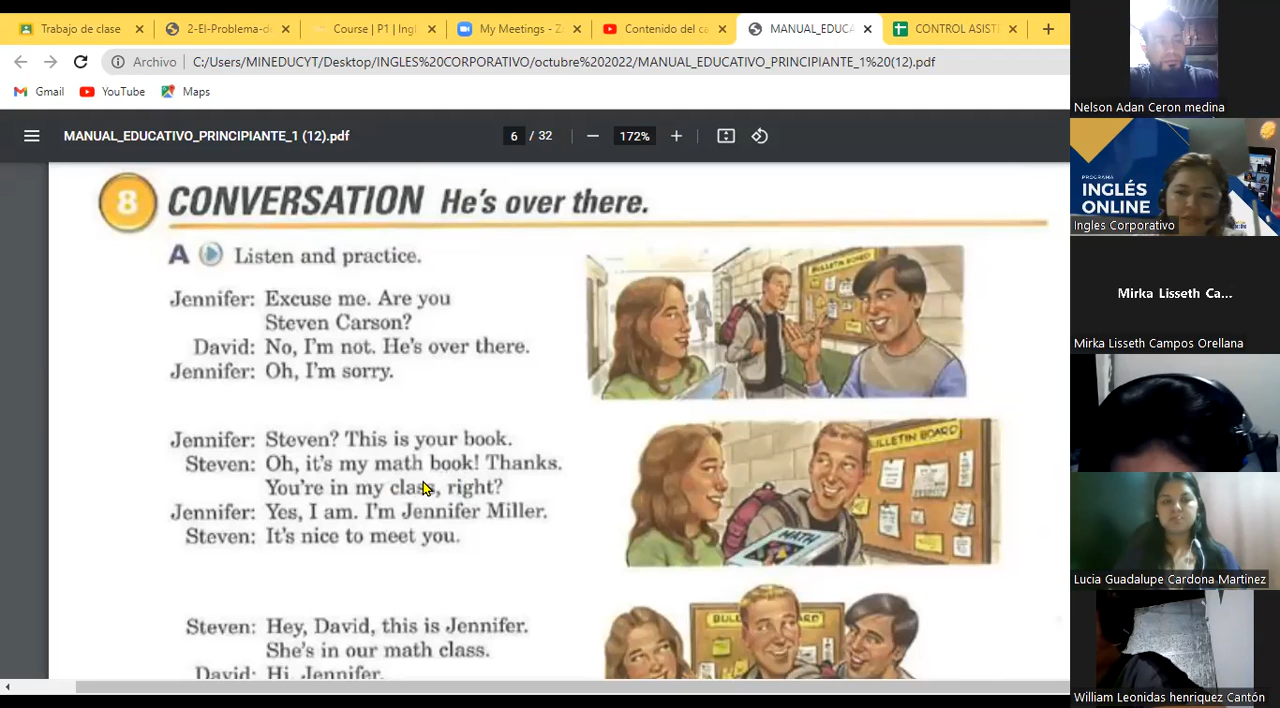 Trabajo de clase
2-El-Problema-d
Course | P1 | Ingl
My Meetings - Z
Contenido del c
MANUAL_EDUCA
CONTROL ASIST
Archivo
C:/Users/MINEDUCYT/Desktop/INGLES%20CORPORATIVO/octubre%202022/MANUAL_EDUCATIVO_PRINCIPIANTE_1%20(12).pdf
Gmail
YouTube
Maps
MANUAL_EDUCATIVO_PRINCIPIANTE_1 (12).pdf
6 / 32
172%
8 CONVERSATION He's over there.
A Listen and practice.
Jennifer: Excuse me. Are you
Steven Carson?
David: No, I'm not. He's over there.
Jennifer: Oh, I'm sorry.
BULLETIN BOARD
Jennifer: Steven? This is your book.
Steven: Oh, it's my math book! Thanks.
You're in my class, right?
Jennifer: Yes, I am. I'm Jennifer Miller.
Steven: It's nice to meet you.
BULLETIN BOARD
MATH
Steven: Hey, David, this is Jennifer.
She's in our math class.
David: Hi, Jennifer.
Nelson Adan Ceron medina
PROGRAMA
INGLÉS
ONLINE
Ingles Corporativo
Mirka Lisseth Ca...
Mirka Lisseth Campos Orellana
Lucia Guadalupe Cardona Martinez
William Leonidas henriquez Cantón